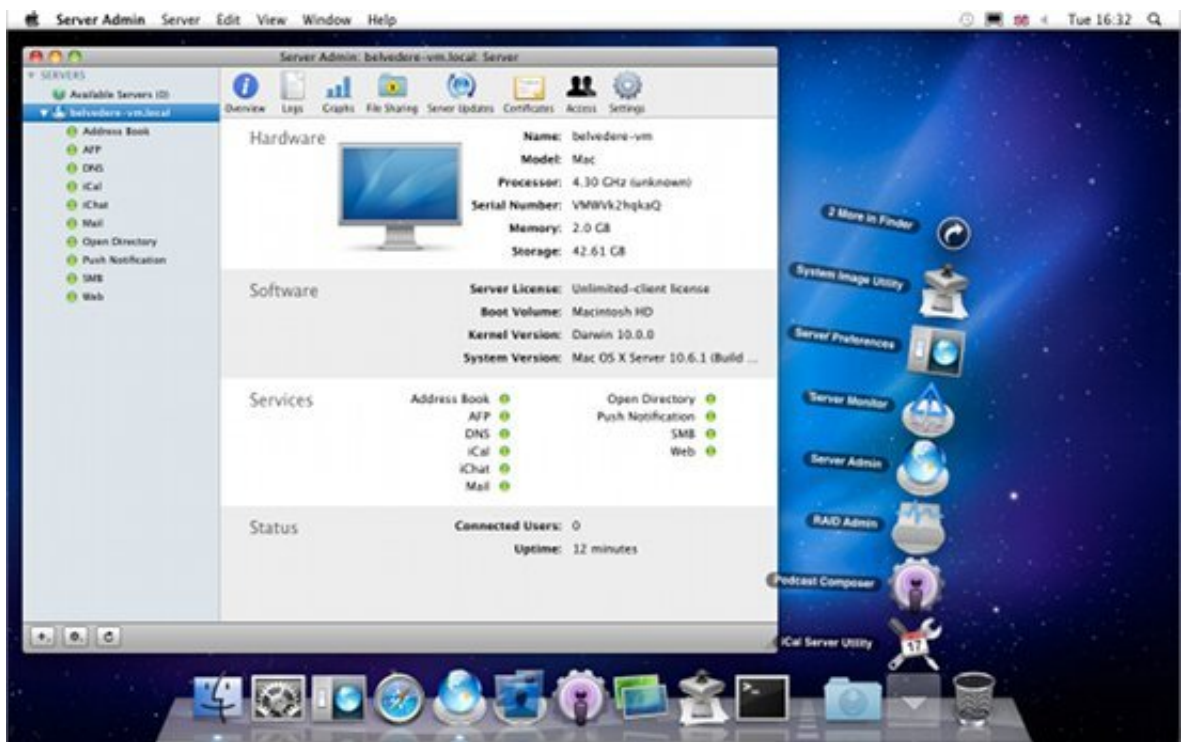 Server Admin Server Edit View Window Help Tue 16:32
Server Admin: belvedere-vm.local: Server
SERVERS
Available Servers (0)
belvedere-vm.local
Address Book
AFP
DNS
iCal
iChat
Mail
Open Directory
Push Notification
SMB
Web
Overview Logs Graphs File Sharing Server Updates Certificates Access Settings
Hardware
Name: belvedere-vm
Model: Mac
Processor: 4.30 GHz (unknown)
Serial Number: VMWVk2hqkaQ
Memory: 2.0 GB
Storage: 42.61 GB
Software
Server License: Unlimited-client license
Boot Volume: Macintosh HD
Kernel Version: Darwin 10.0.0
System Version: Mac OS X Server 10.6.1 (Build ...
Services
Address Book
AFP
DNS
iCal
iChat
Mail
Open Directory
Push Notification
SMB
Web
Status
Connected Users: 0
Uptime: 12 minutes
2 More in Finder
System Image Utility
Server Preferences
Server Monitor
Server Admin
RAID Admin
Podcast Composer
iCal Server Utility
17